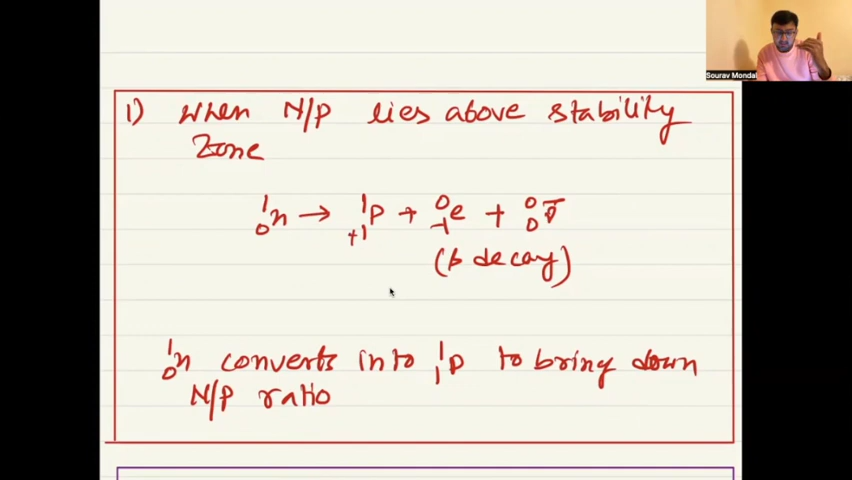 Sourav Mondal
1) When N/P lies above stability
Zone
¹₀n → ¹₊₁P + ⁰₋₁e + ⁰₀ν̅
(β decay)
¹₀n converts into ¹₁P to bring down
N/P ratio